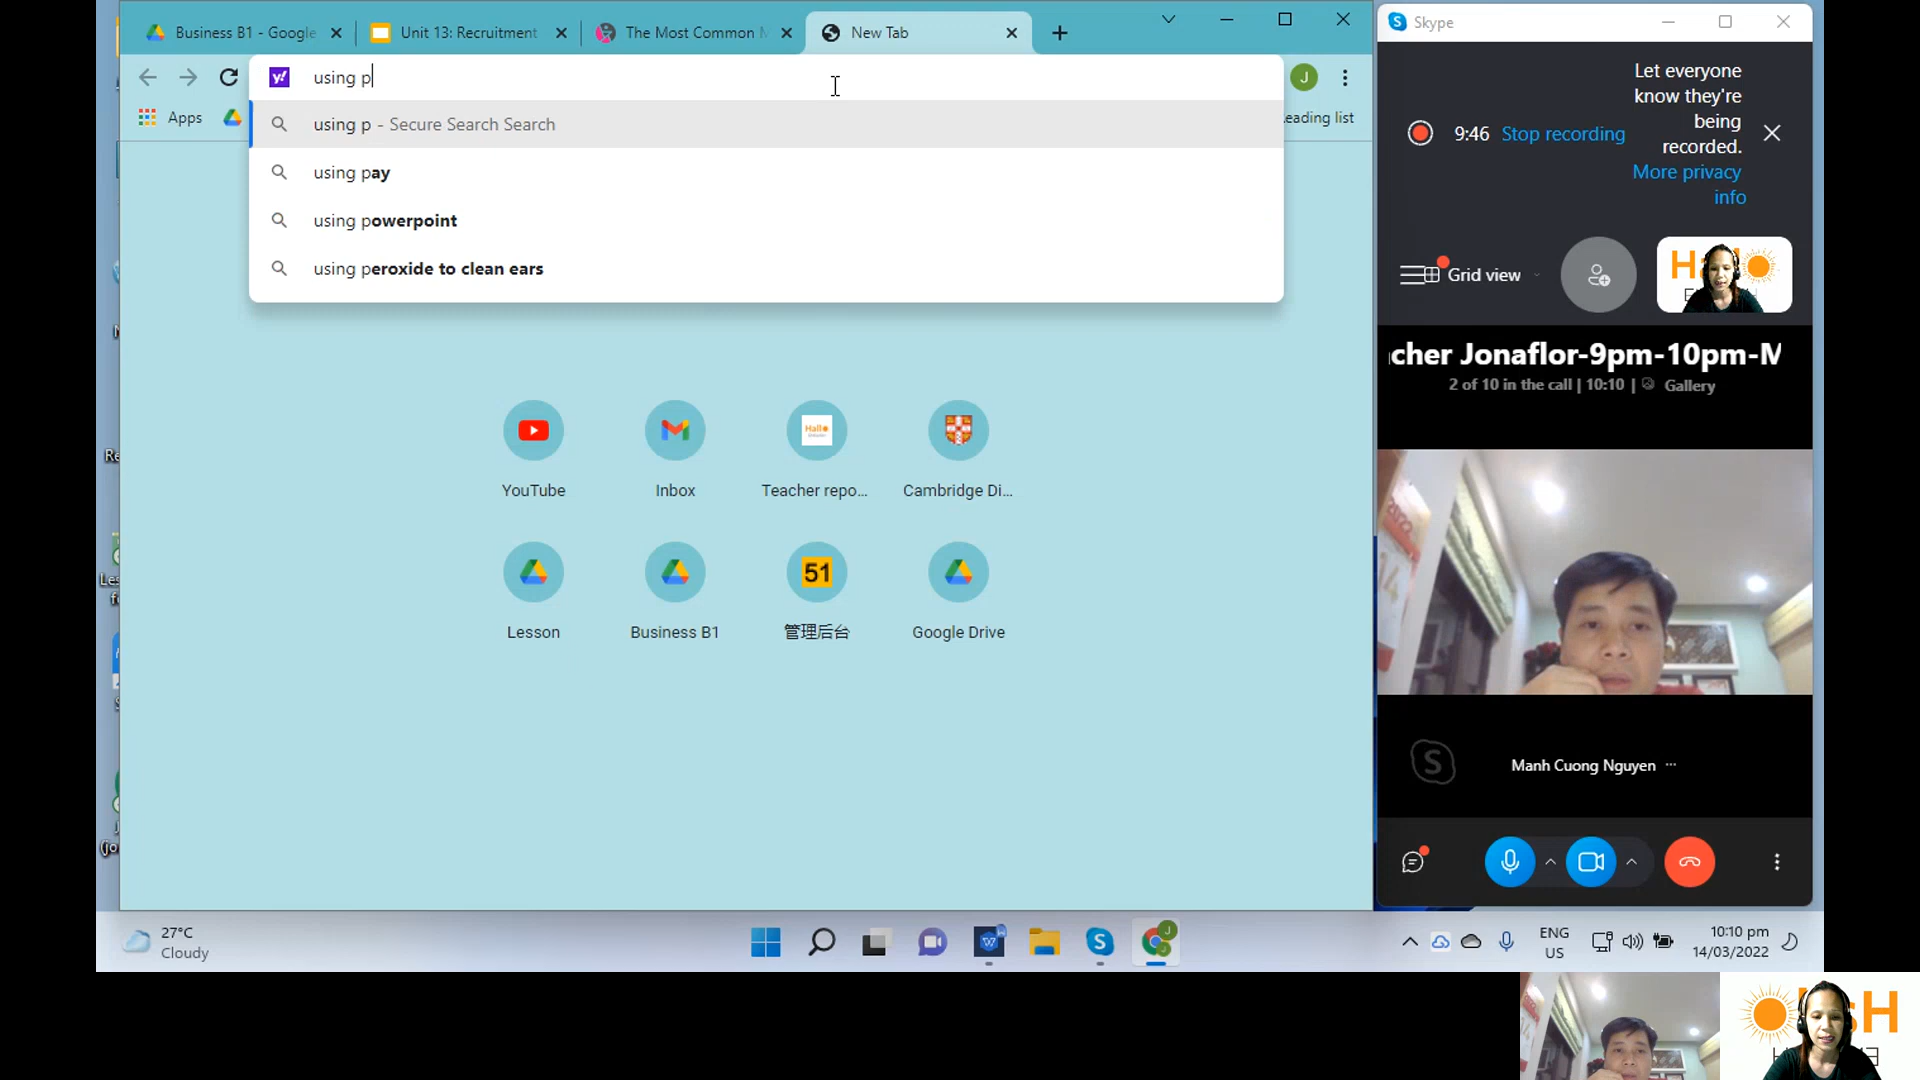 Business B1 - Google
Unit 13: Recruitment
The Most Common
New Tab
using p
J
Apps
eading list
using p - Secure Search Search
using pay
using powerpoint
using peroxide to clean ears
YouTube
Inbox
Teacher repo...
Cambridge Di...
Lesson
Business B1
51
管理后台
Google Drive
Skype
Let everyone
know they're
being
recorded.
More privacy
info
9:46 Stop recording
Grid view
cher Jonaflor-9pm-10pm-M
2 of 10 in the call | 10:10 | Gallery
Manh Cuong Nguyen
27°C
Cloudy
ENG
US
10:10 pm
14/03/2022